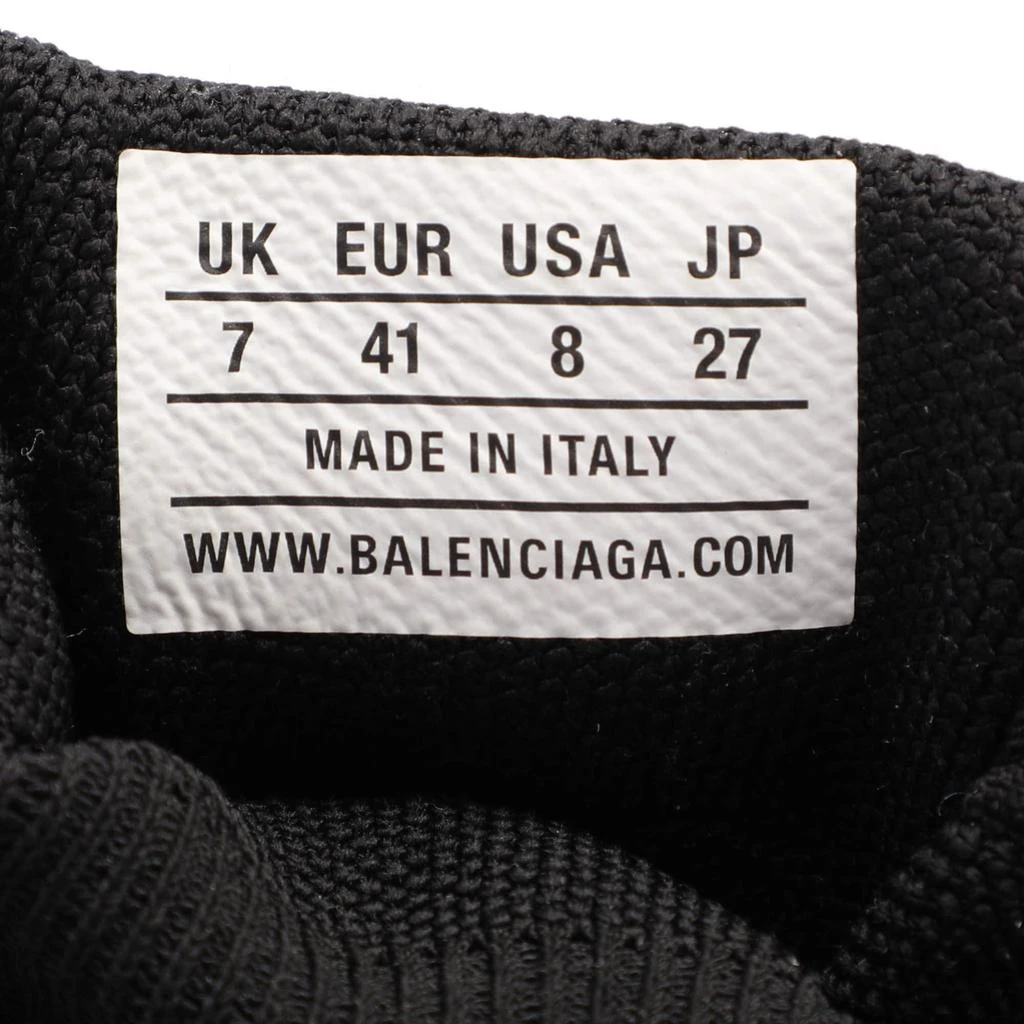 UK EUR USA JP
7 41 8 27
MADE IN ITALY
WWW.BALENCIAGA.COM